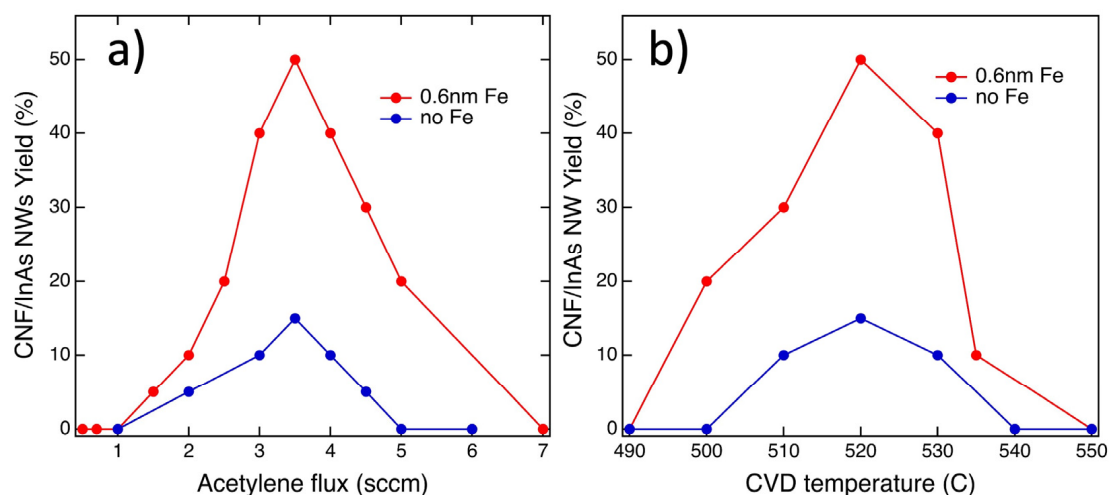 a)
50
40
30
20
10
0
CNF/InAs NWs Yield (%)
0.6nm Fe
no Fe
1 2 3 4 5 6 7
Acetylene flux (sccm)
b)
50
40
30
20
10
0
CNF/InAs NW Yield (%)
0.6nm Fe
no Fe
490 500 510 520 530 540 550
CVD temperature (C)